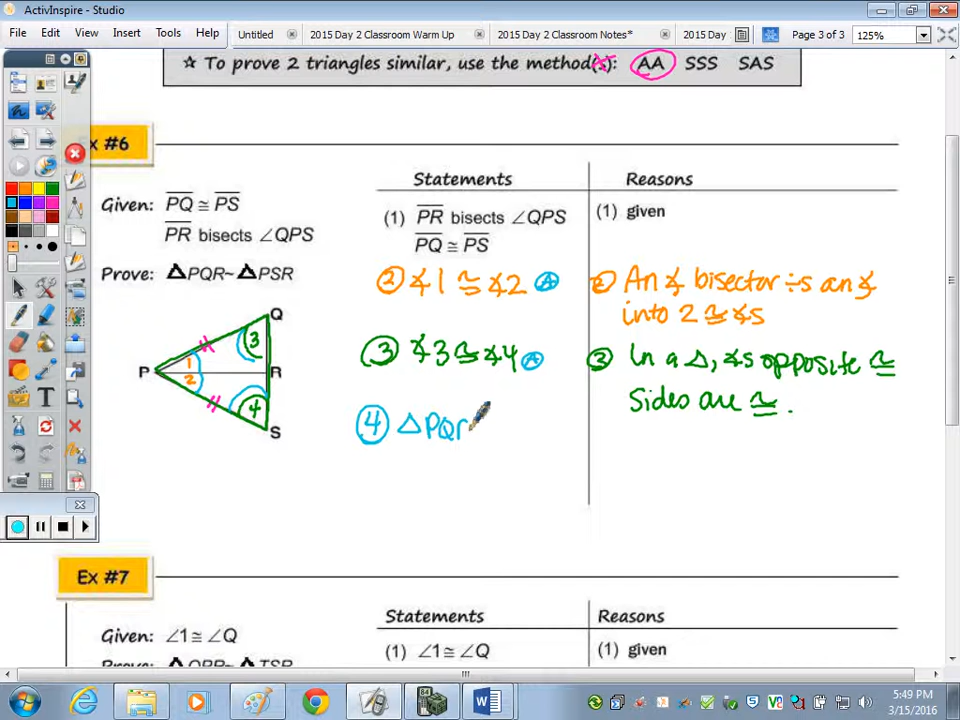 ActivInspire - Studio
File Edit View Insert Tools Help Untitled 2015 Day 2 Classroom Warm Up 2015 Day 2 Classroom Notes* 2015 Day Page 3 of 3 125%
☆ To prove 2 triangles similar, use the method(s): AA SSS SAS
Ex #6
Statements Reasons
Given: PQ ≅ PS
PR bisects ∠QPS
Prove: ΔPQR~ΔPSR
(1) PR bisects ∠QPS (1) given
PQ ≅ PS
② ∡1 ≅ ∡2 Ⓐ ② An ∡ bisector ÷s an ∡
into 2 ≅ ∡s
③ ∡3 ≅ ∡4 Ⓐ ③ In a Δ, ∡s opposite ≅
sides are ≅.
④ ΔPQR
Q
3
P 1 R
2
4
S
Ex #7
Statements Reasons
Given: ∠1 ≅ ∠Q
(1) ∠1 ≅ ∠Q (1) given
5:49 PM
3/15/2016